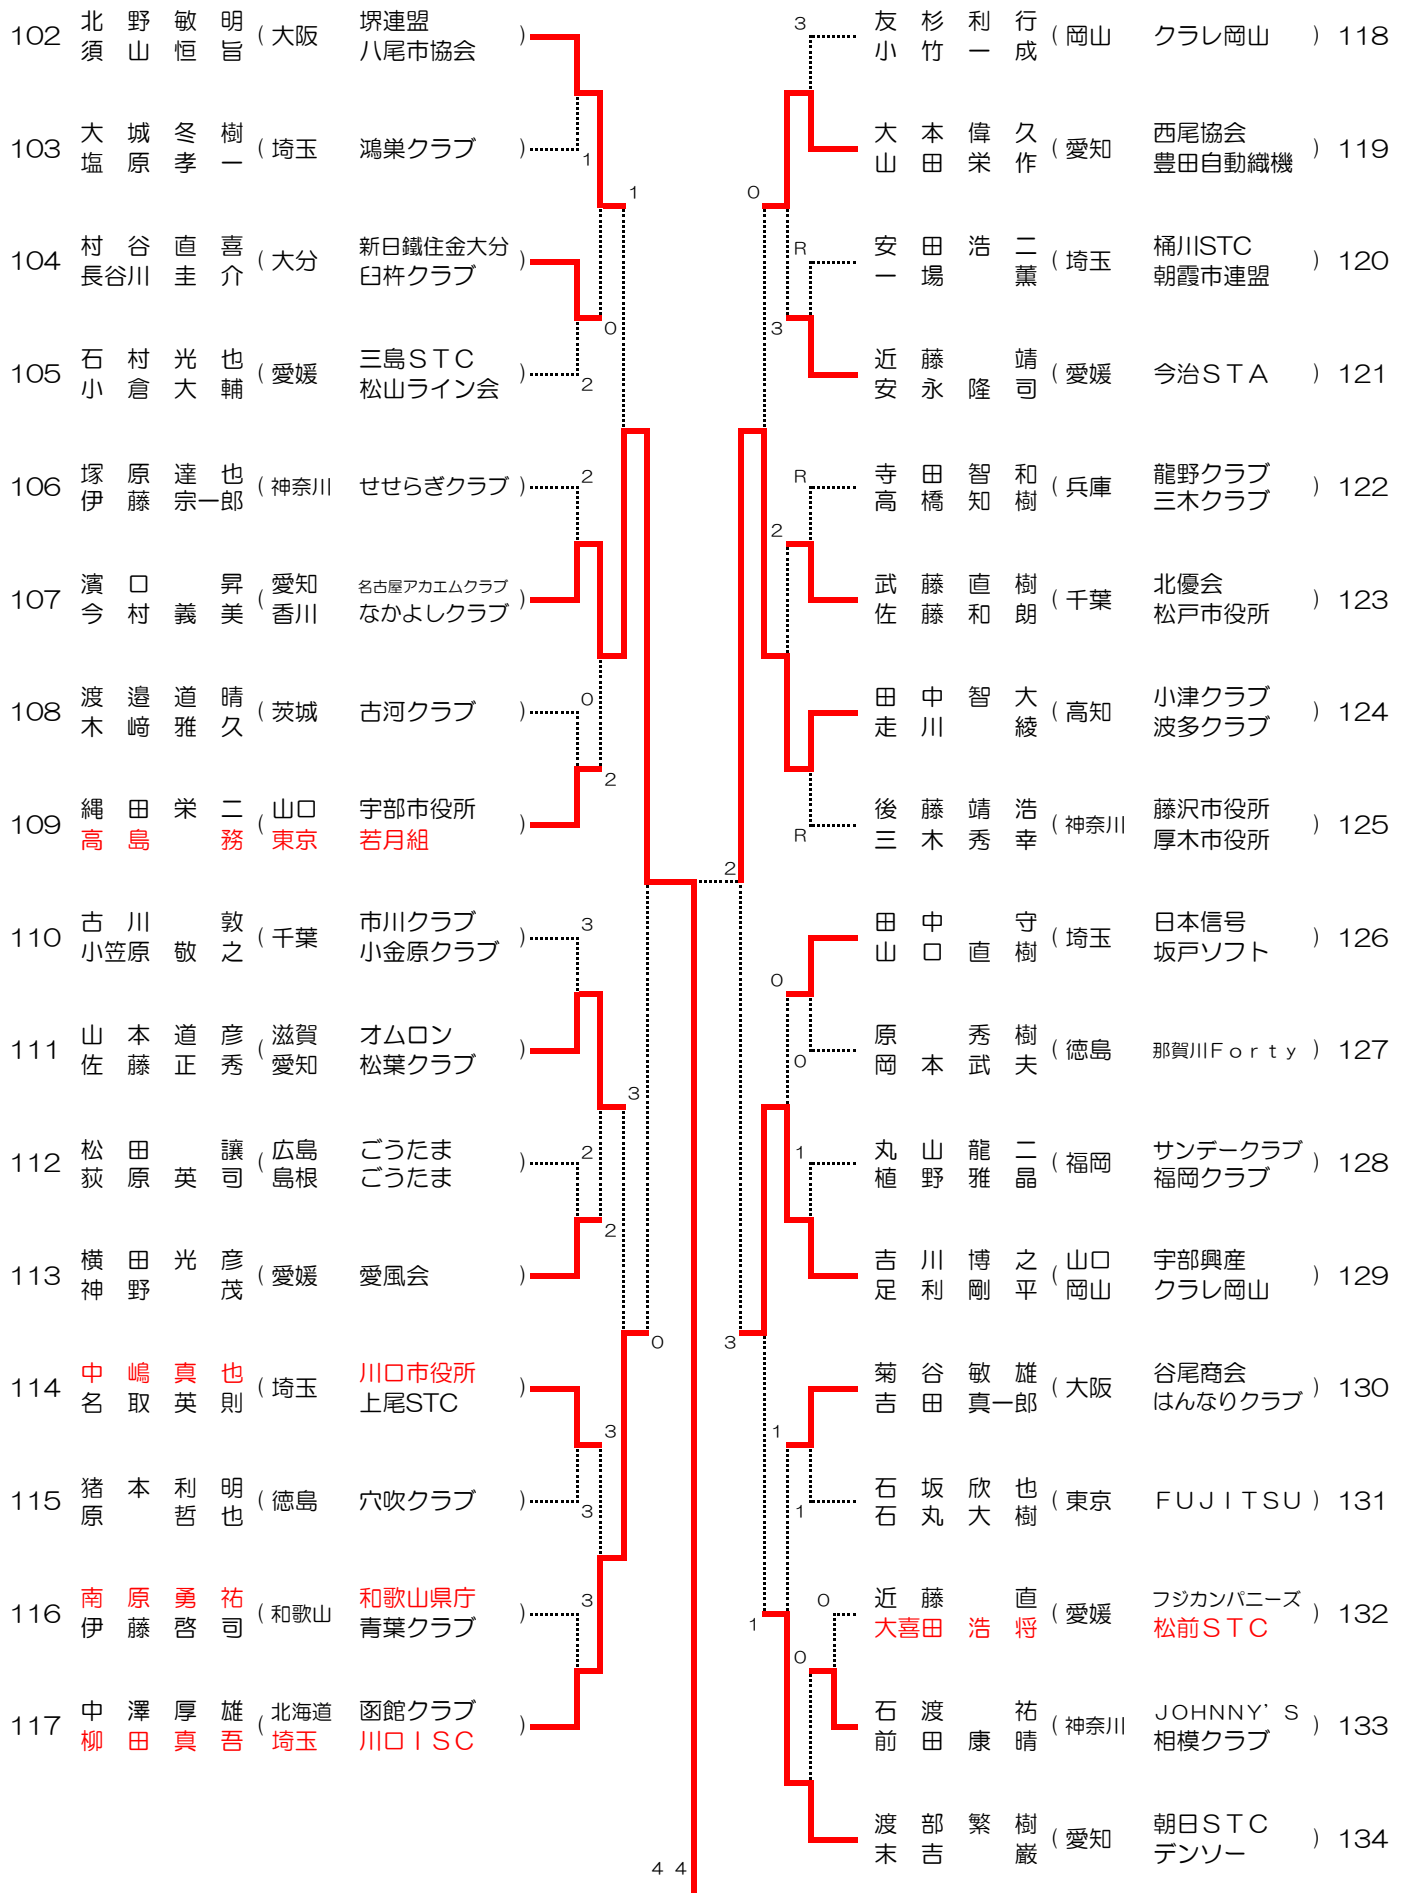 102 北野敏明 (大阪 堺連盟)
須山恒旨 八尾市協会
103 大城冬樹 (埼玉 鴻巣クラブ)
塩原孝一
1
1
104 村谷直喜 (大分 新日鐵住金大分)
長谷川圭介 臼杵クラブ
0
105 石村光也 (愛媛 三島STC)
小倉大輔 松山ライン会
2
106 塚原達也 (神奈川 せせらぎクラブ) 2
伊藤宗一郎
107 濱口昇 (愛知 名古屋アカエムクラブ)
今村義美 香川 なかよしクラブ
108 渡邉道晴 (茨城 古河クラブ) 0
木﨑雅久
2
109 縄田栄二 (山口 宇部市役所)
高島務 東京 若月組
110 古川敦 (千葉 市川クラブ) 3
小笠原敬之 小金原クラブ
111 山本道彦 (滋賀 オムロン)
佐藤正秀 愛知 松葉クラブ
3
112 松田譲 (広島 ごうたま) 2
荻原英司 島根 ごうたま
2
113 横田光彦 (愛媛 愛風会)
神野茂
0
114 中嶋真也 (埼玉 川口市役所)
名取英則 上尾STC
3
115 猪本利明 (徳島 穴吹クラブ)
原哲也
3
116 南原勇祐 (和歌山 和歌山県庁) 3
伊藤啓司 青葉クラブ
117 中澤厚雄 (北海道 函館クラブ)
柳田真吾 埼玉 川口ISC
4 4
2
3 友杉利行 (岡山 クラレ岡山) 118
小竹一成
大本偉久 (愛知 西尾協会) 119
山田栄作 豊田自動織機
0
R 安田浩二 (埼玉 桶川STC) 120
一場薫 朝霞市連盟
3
近藤靖 (愛媛 今治STA) 121
安永隆司
R 寺田智和 (兵庫 龍野クラブ) 122
高橋知樹 三木クラブ
2
武藤直樹 (千葉 北優会) 123
佐藤和朗 松戸市役所
田中智大 (高知 小津クラブ) 124
走川綾 波多クラブ
後藤靖浩 (神奈川 藤沢市役所) 125
R 三木秀幸 厚木市役所
田中守 (埼玉 日本信号) 126
山口直樹 坂戸ソフト
0
原秀樹 (徳島 那賀川Forty) 127
岡本武夫
0
1 丸山龍二 (福岡 サンデークラブ) 128
植野雅晶 福岡クラブ
吉川博之 (山口 宇部興産) 129
足利剛平 岡山 クラレ岡山
3
菊谷敏雄 (大阪 谷尾商会) 130
吉田真一郎 はんなりクラブ
1
石坂欣也 (東京 FUJITSU) 131
石丸大樹
1
0 近藤直 (愛媛 フジカンパニーズ) 132
大喜田浩将 松前STC
1
0
石渡祐 (神奈川 JOHNNY'S) 133
前田康晴 相模クラブ
渡部繁樹 (愛知 朝日STC) 134
末吉巌 デンソー